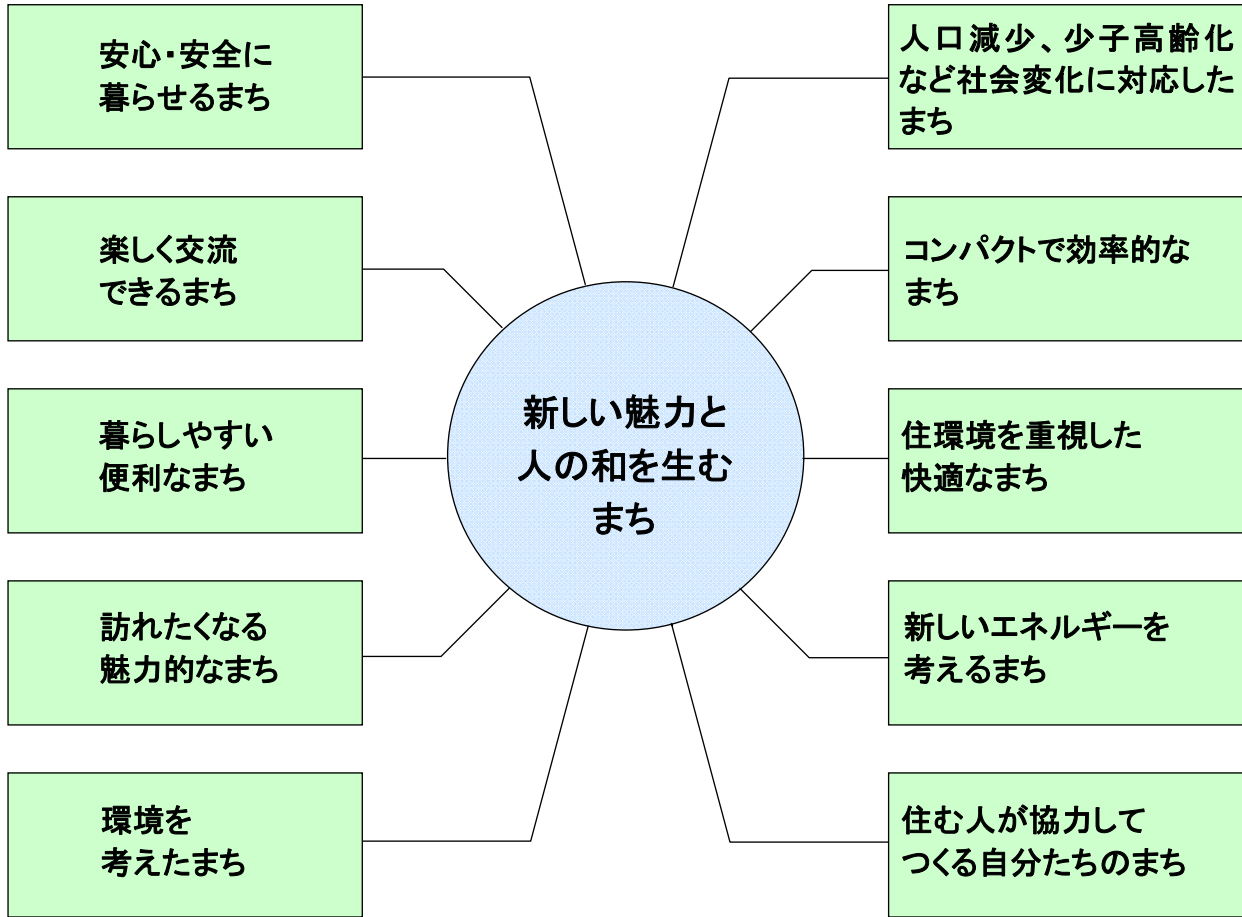 安心・安全に
暮らせるまち
楽しく交流
できるまち
暮らしやすい
便利なまち
訪れたくなる
魅力的なまち
環境を
考えたまち
新しい魅力と
人の和を生む
まち
人口減少、少子高齢化
など社会変化に対応した
まち
コンパクトで効率的な
まち
住環境を重視した
快適なまち
新しいエネルギーを
考えるまち
住む人が協力して
つくる自分たちのまち